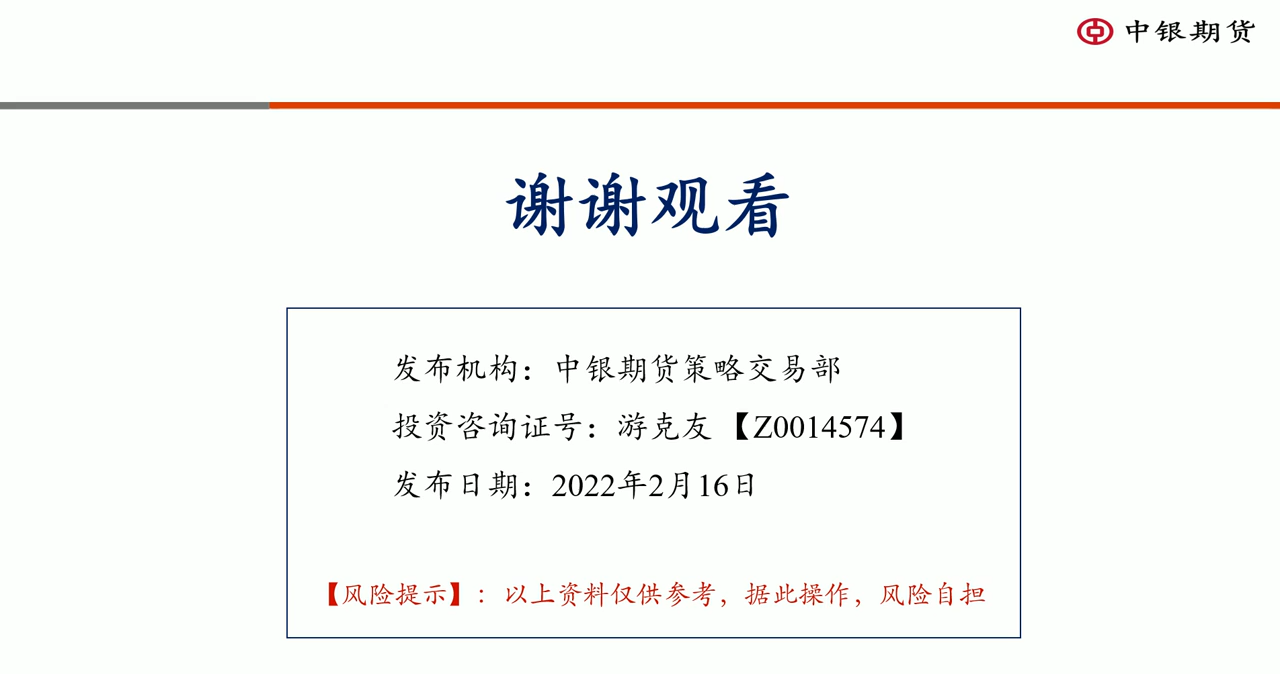 中银期货
谢谢观看
发布机构：中银期货策略交易部
投资咨询证号：游克友【Z0014574】
发布日期：2022年2月16日
【风险提示】：以上资料仅供参考，据此操作，风险自担